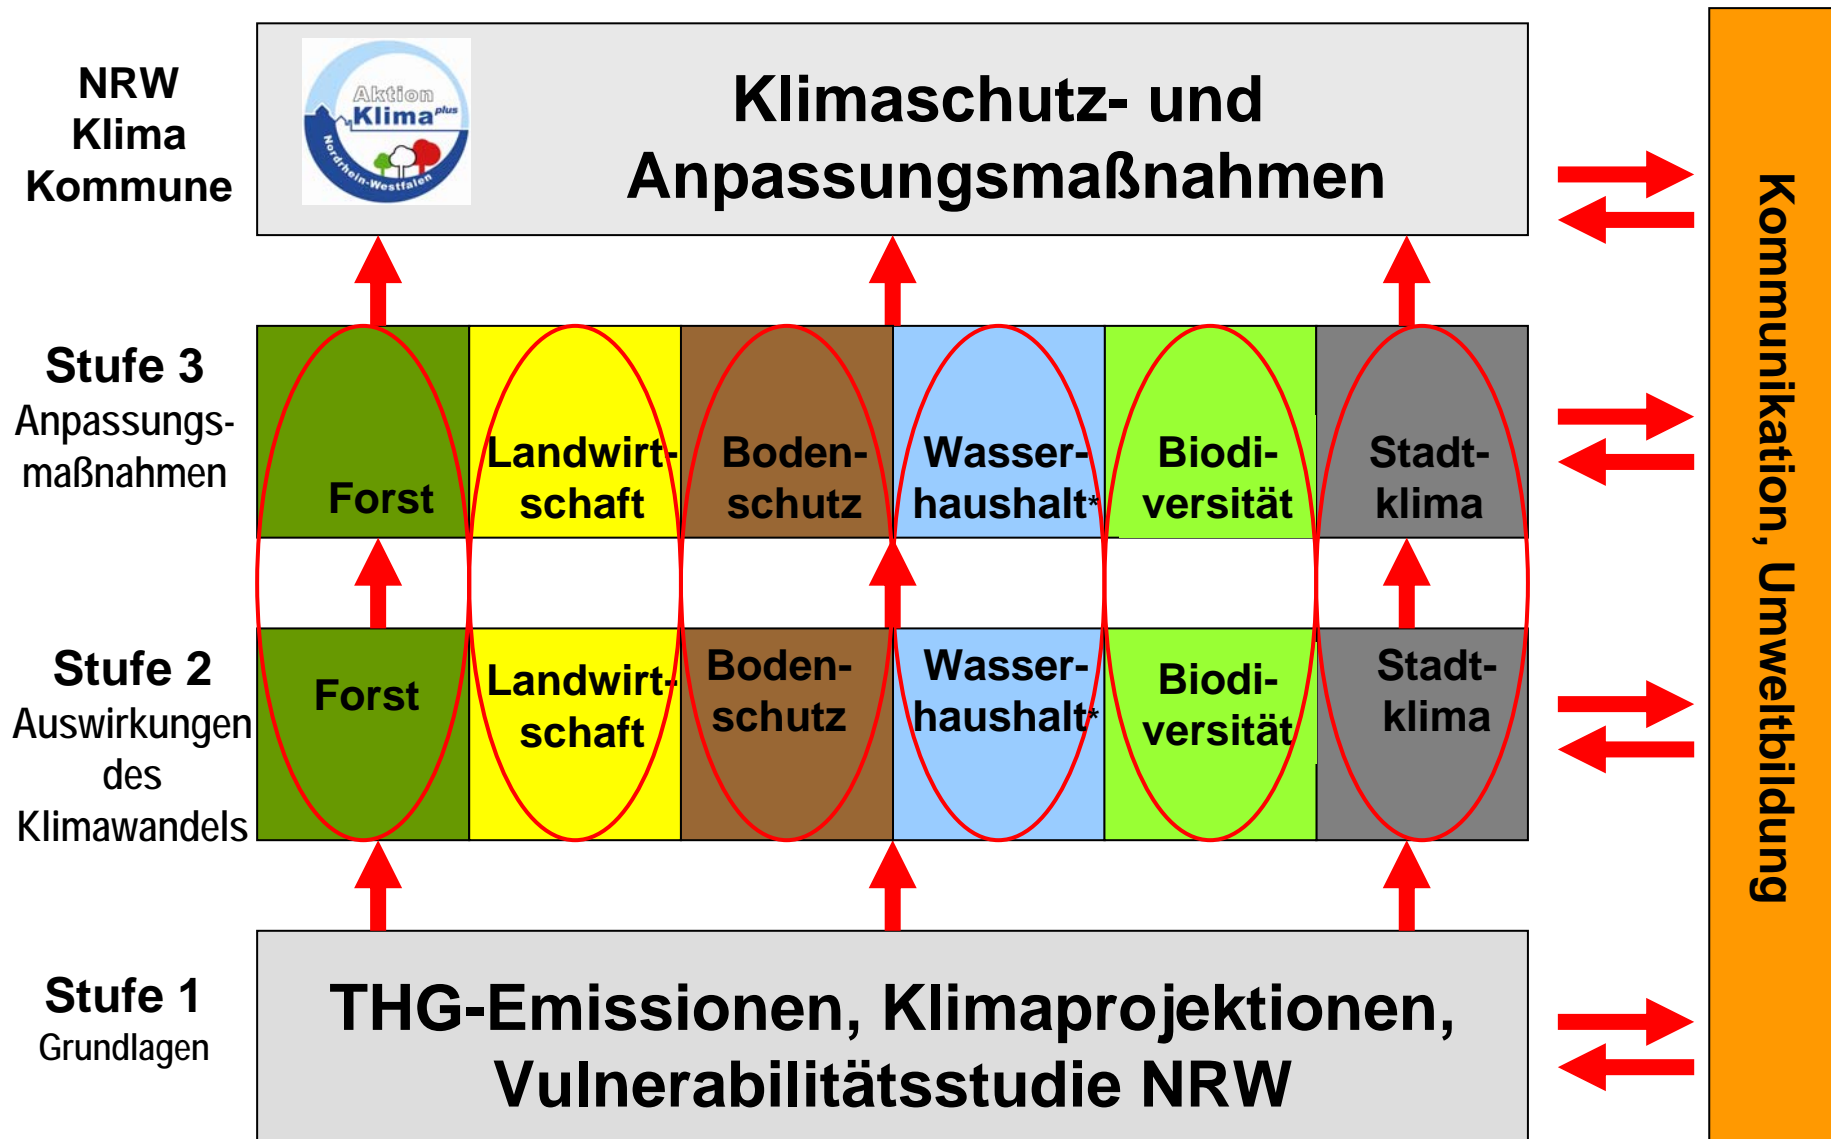 NRW
Klima
Kommune
Aktion
Klima plus
Nordrhein-Westfalen
Klimaschutz- und
Anpassungsmaßnahmen
Stufe 3
Anpassungs-
maßnahmen
Forst
Landwirt-
schaft
Boden-
schutz
Wasser-
haushalt*
Biodi-
versität
Stadt-
klima
Stufe 2
Auswirkungen
des
Klimawandels
Forst
Landwirt-
schaft
Boden-
schutz
Wasser-
haushalt*
Biodi-
versität
Stadt-
klima
Stufe 1
Grundlagen
THG-Emissionen, Klimaprojektionen,
Vulnerabilitätsstudie NRW
Kommunikation, Umweltbildung